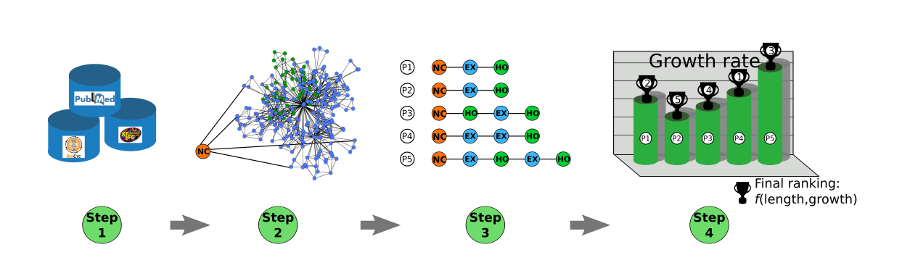 PubMed
NC
P1 NC EX HO
P2 NC EX HO
P3 NC HO EX HO
P4 NC EX EX HO
P5 NC EX HO EX HO
Growth rate
2 5 4 1 3
P1 P2 P3 P4 P5
Final ranking:
f(length,growth)
Step
1
Step
2
Step
3
Step
4